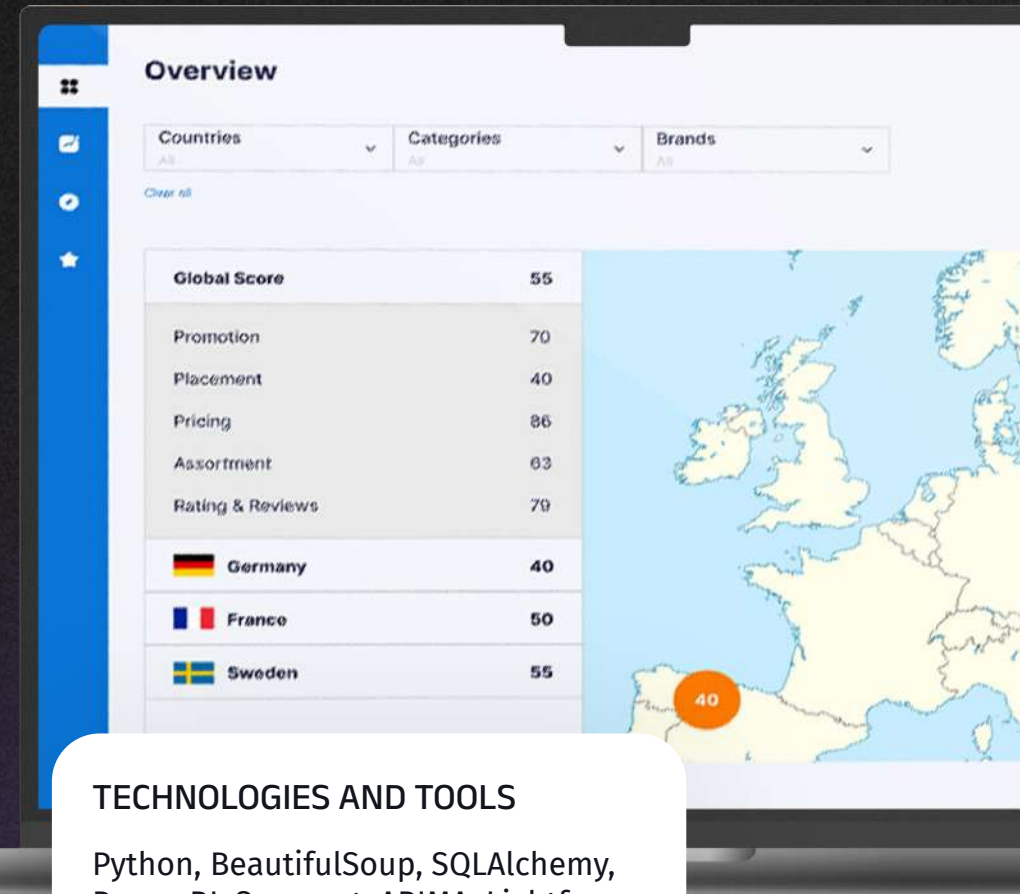 Overview
Countries Categories Brands
All All All
Clear all
Global Score 55
Promotion 70
Placement 40
Pricing 86
Assortment 63
Rating & Reviews 79
Germany 40
France 50
Sweden 55
40
TECHNOLOGIES AND TOOLS
Python, BeautifulSoup, SQLAlchemy,